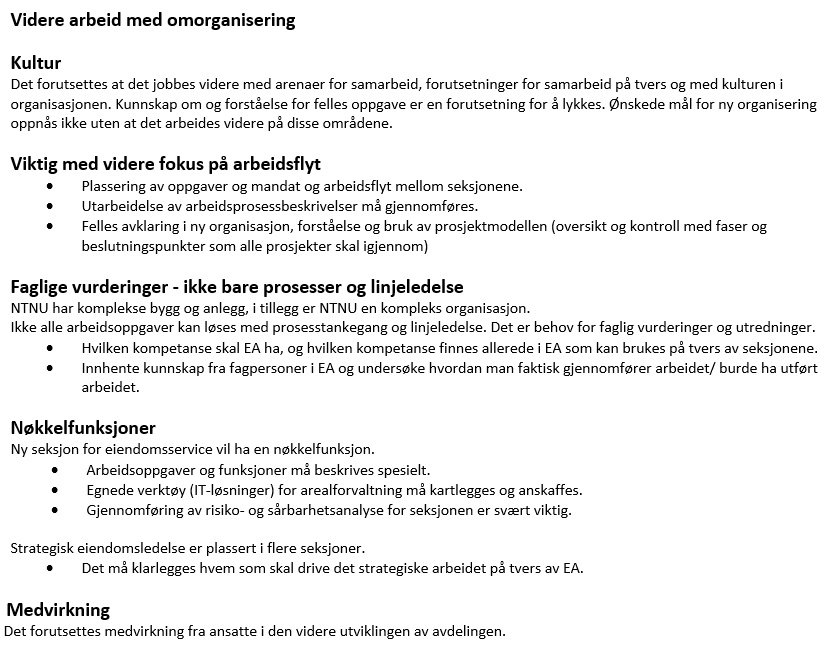 Videre arbeid med omorganisering
Kultur
Det forutsettes at det jobbes videre med arenaer for samarbeid, forutsetninger for samarbeid på tvers og med kulturen i
organisasjonen. Kunnskap om og forståelse for felles oppgave er en forutsetning for å lykkes. Ønskede mål for ny organisering
oppnås ikke uten at det arbeides videre på disse områdene.
Viktig med videre fokus på arbeidsflyt
• Plassering av oppgaver og mandat og arbeidsflyt mellom seksjonene.
• Utarbeidelse av arbeidsprosessbeskrivelser må gjennomføres.
• Felles avklaring i ny organisasjon, forståelse og bruk av prosjektmodellen (oversikt og kontroll med faser og
beslutningspunkter som alle prosjekter skal igjennom)
Faglige vurderinger - ikke bare prosesser og linjeledelse
NTNU har komplekse bygg og anlegg, i tillegg er NTNU en kompleks organisasjon.
Ikke alle arbeidsoppgaver kan løses med prosesstankegang og linjeledelse. Det er behov for faglig vurderinger og utredninger.
• Hvilken kompetanse skal EA ha, og hvilken kompetanse finnes allerede i EA som kan brukes på tvers av seksjonene.
• Innhente kunnskap fra fagpersoner i EA og undersøke hvordan man faktisk gjennomfører arbeidet/ burde ha utført
arbeidet.
Nøkkelfunksjoner
Ny seksjon for eiendomsservice vil ha en nøkkelfunksjon.
• Arbeidsoppgaver og funksjoner må beskrives spesielt.
• Egnede verktøy (IT-løsninger) for arealforvaltning må kartlegges og anskaffes.
• Gjennomføring av risiko- og sårbarhetsanalyse for seksjonen er svært viktig.
Strategisk eiendomsledelse er plassert i flere seksjoner.
• Det må klarlegges hvem som skal drive det strategiske arbeidet på tvers av EA.
Medvirkning
Det forutsettes medvirkning fra ansatte i den videre utviklingen av avdelingen.